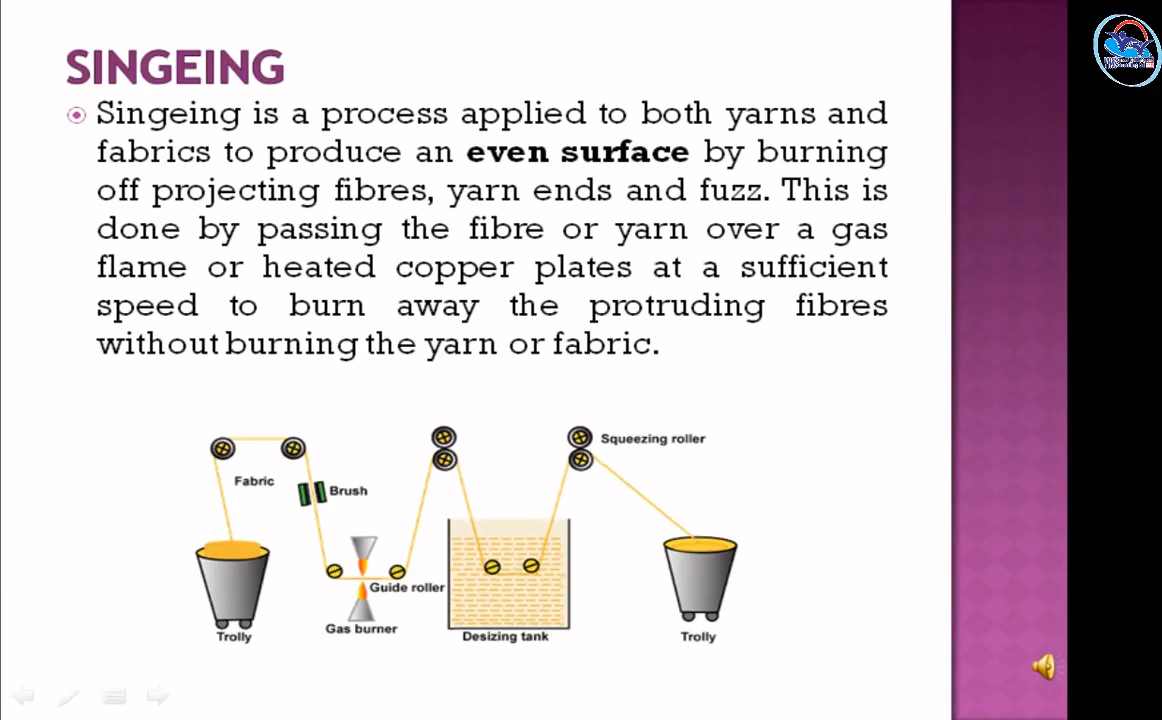 SINGEING
Singeing is a process applied to both yarns and
fabrics to produce an even surface by burning
off projecting fibres, yarn ends and fuzz. This is
done by passing the fibre or yarn over a gas
flame or heated copper plates at a sufficient
speed to burn away the protruding fibres
without burning the yarn or fabric.
Squeezing roller
Fabric
Brush
Guide roller
Gas burner
Desizing tank
Trolly
Trolly